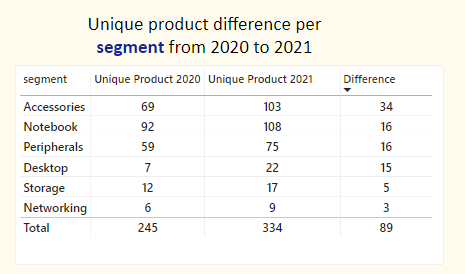 Unique product difference per
segment from 2020 to 2021
segment Unique Product 2020 Unique Product 2021 Difference
Accessories 69 103 34
Notebook 92 108 16
Peripherals 59 75 16
Desktop 7 22 15
Storage 12 17 5
Networking 6 9 3
Total 245 334 89